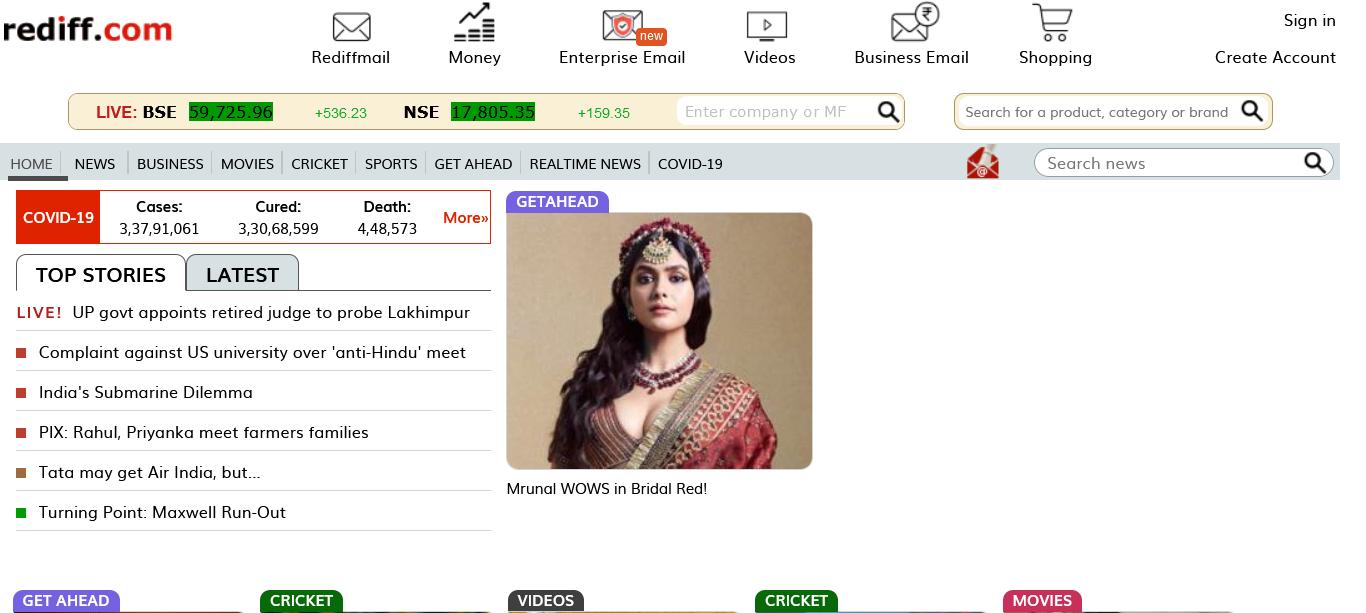 rediff.com
Rediffmail
Money
new
Enterprise Email
Videos
₹
Business Email
Shopping
Sign in
Create Account
LIVE: BSE 59,725.96 +536.23 NSE 17,805.35 +159.35 Enter company or MF
Search for a product, category or brand
HOME NEWS BUSINESS MOVIES CRICKET SPORTS GET AHEAD REALTIME NEWS COVID-19
@
Search news
COVID-19
Cases: Cured: Death:
3,37,91,061 3,30,68,599 4,48,573
More»
TOP STORIES LATEST
LIVE! UP govt appoints retired judge to probe Lakhimpur
Complaint against US university over 'anti-Hindu' meet
India's Submarine Dilemma
PIX: Rahul, Priyanka meet farmers families
Tata may get Air India, but...
Turning Point: Maxwell Run-Out
GETAHEAD
Mrunal WOWS in Bridal Red!
GET AHEAD CRICKET VIDEOS CRICKET MOVIES